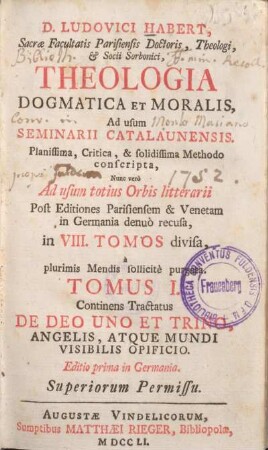 D. LUDOVICI HABERT,
Sacræ Facultatis Parisiensis Doctoris, Theologi,
& Socii Sorbonici,
THEOLOGIA
DOGMATICA ET MORALIS,
Ad usum
SEMINARII CATALAUNENSIS.
Planissima, Critica, & solidissima Methodo
conscripta,
Nunc verò
1752.
Ad usum totius Orbis litterarii
Post Editiones Parisiensem & Venetam
in Germania denuò recusa,
in VIII. TOMOS divisa,
à
plurimis Mendis sollicitè purgata.
TOMUS I.
Continens Tractatus
DE DEO UNO ET TRINO,
ANGELIS, ATQUE MUNDI
VISIBILIS OPIFICIO.
Editio prima in Germania.
Superiorum Permissu.
AUGUSTÆ VINDELICORUM,
Sumptibus MATTHÆI RIEGER, Bibliopolæ,
MDCCLI.
Frauenberg